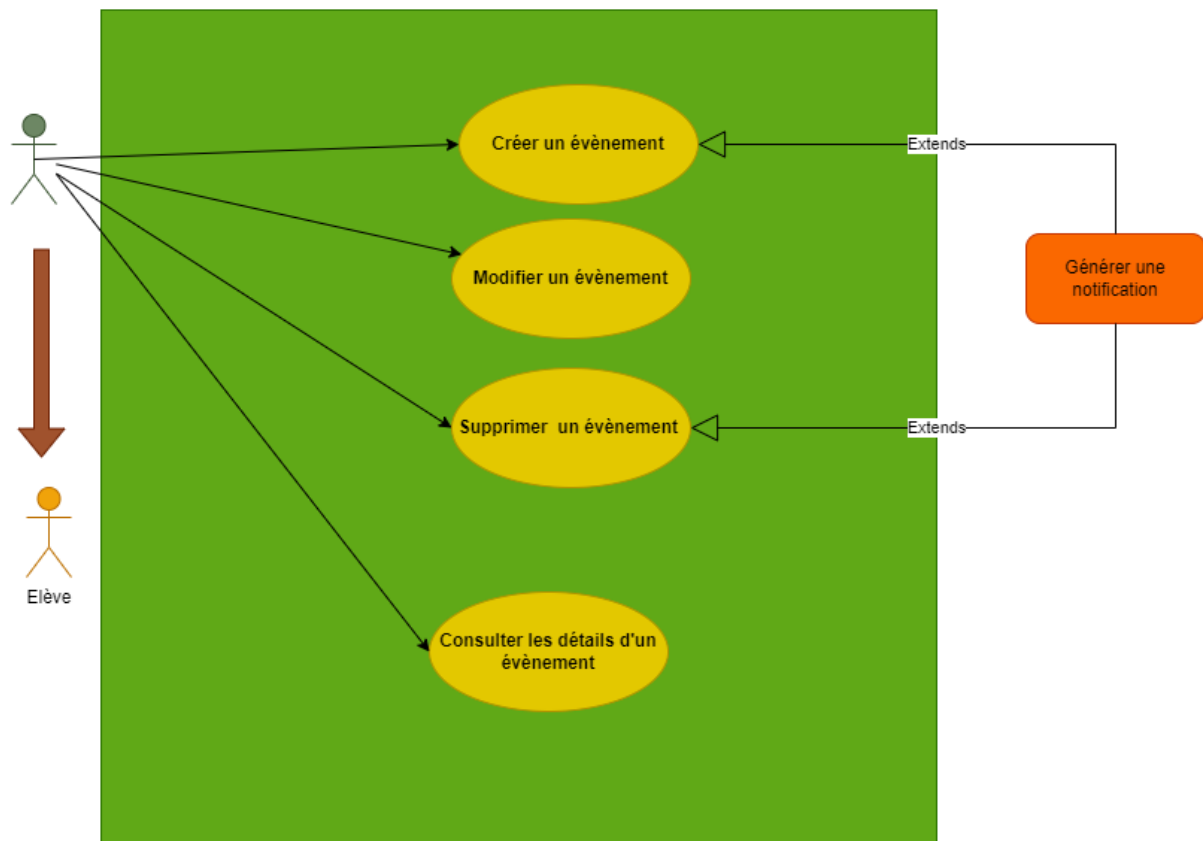 Créer un évènement
Extends
Modifier un évènement
Générer une
notification
Supprimer un évènement
Extends
Elève
Consulter les détails d'un
évènement